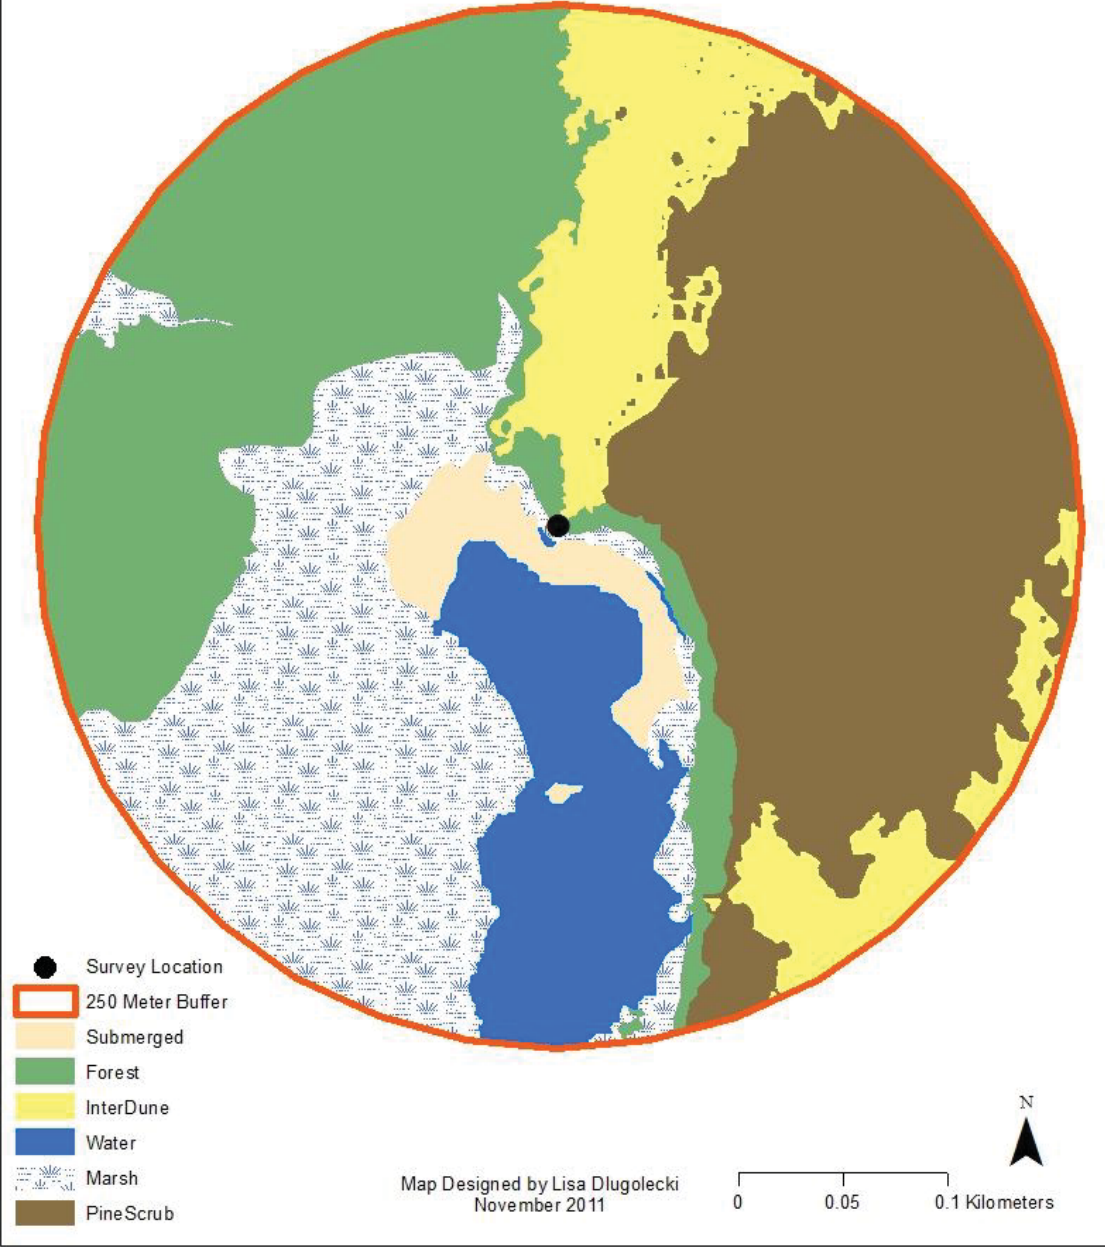 Survey Location
250 Meter Buffer
Submerged
Forest
InterDune
Water
Marsh
PineScrub
Map Designed by Lisa Dlugolecki
November 2011
N
0 0.05 0.1 Kilometers